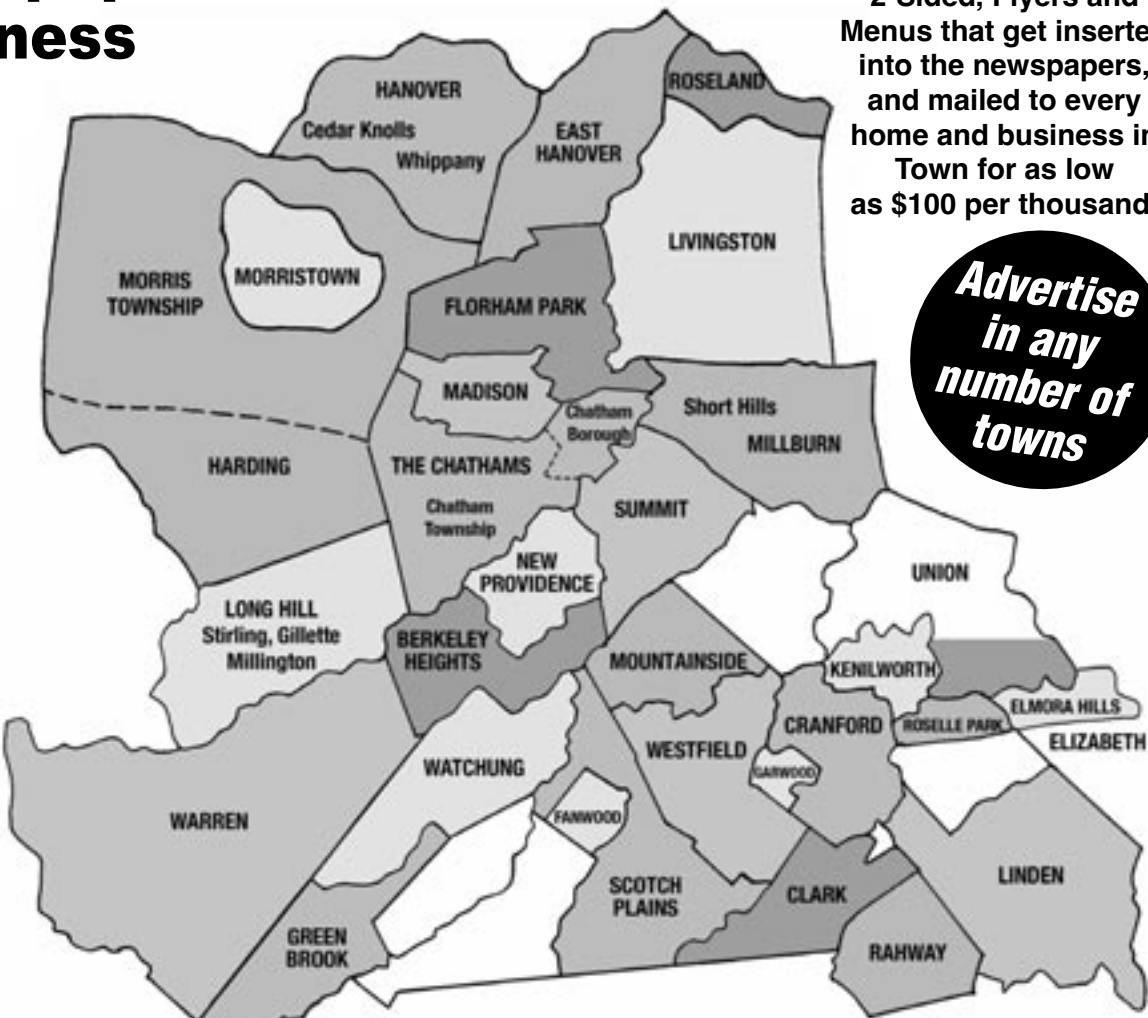 ness
2-Sided, Flyers and
Menus that get inserte
into the newspapers,
and mailed to every
home and business in
Town for as low
as $100 per thousand
Advertise
in any
number of
towns
HANOVER
Cedar Knolls
Whippany
EAST
HANOVER
ROSELAND
LIVINGSTON
MORRIS
TOWNSHIP
MORRISTOWN
FLORHAM PARK
MADISON
Chatham
Borough
Short Hills
MILLBURN
HARDING
THE CHATHAMS
Chatham
Township
SUMMIT
NEW
PROVIDENCE
UNION
LONG HILL
Stirling, Gillette
Millington
BERKELEY
HEIGHTS
MOUNTAINSIDE
KENILWORTH
ELMORA HILLS
ELIZABETH
ROSELLE PARK
CRANFORD
WESTFIELD
GARWOOD
WATCHUNG
WARREN
FANWOOD
SCOTCH
PLAINS
CLARK
LINDEN
GREEN
BROOK
RAHWAY